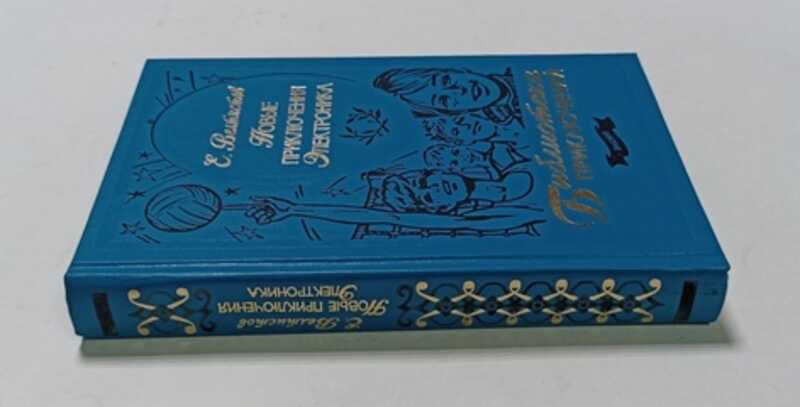 Е. Велтистов
Новые
приключения
Электроника
Библиотека
приключений
Е. Велтистов
Новые приключения
Электроника